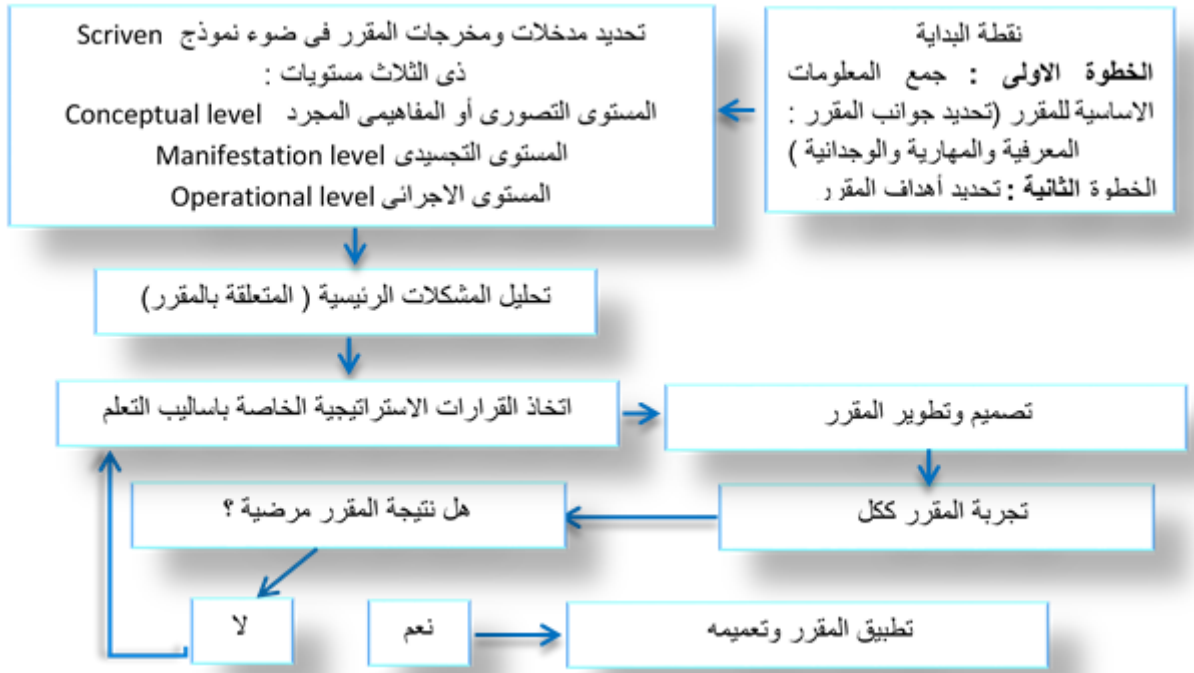 نقطة البداية
الخطوة الاولى : جمع المعلومات
الاساسية للمقرر (تحديد جوانب المقرر :
المعرفية والمهارية والوجدانية )
الخطوة الثانية : تحديد أهداف المقرر
تحديد مدخلات ومخرجات المقرر فى ضوء نموذج Scriven
ذى الثلاث مستويات :
المستوى التصورى أو المفاهيمى المجرد Conceptual level
المستوى التجسيدى Manifestation level
المستوى الاجرائى Operational level
تحليل المشكلات الرئيسية ( المتعلقة بالمقرر)
اتخاذ القرارات الاستراتيجية الخاصة باساليب التعلم
تصميم وتطوير المقرر
تجربة المقرر ككل
هل نتيجة المقرر مرضية ؟
لا
نعم
تطبيق المقرر وتعميمه